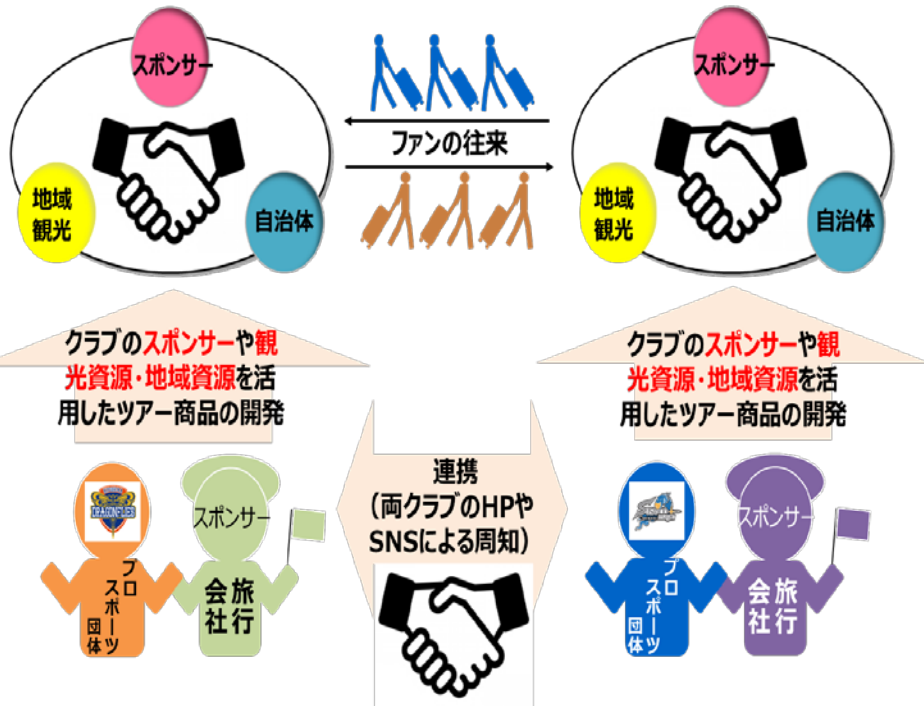 スポンサー
地域
観光
自治体
ファンの往来
スポンサー
地域
観光
自治体
クラブのスポンサーや観
光資源・地域資源を活
用したツアー商品の開発
クラブのスポンサーや観
光資源・地域資源を活
用したツアー商品の開発
連携
(両クラブのHPや
SNSによる周知)
DRAGONFLIES
プロ
スポーツ
団体
スポンサー
旅行
会社
プロ
スポーツ
団体
スポンサー
旅行
会社